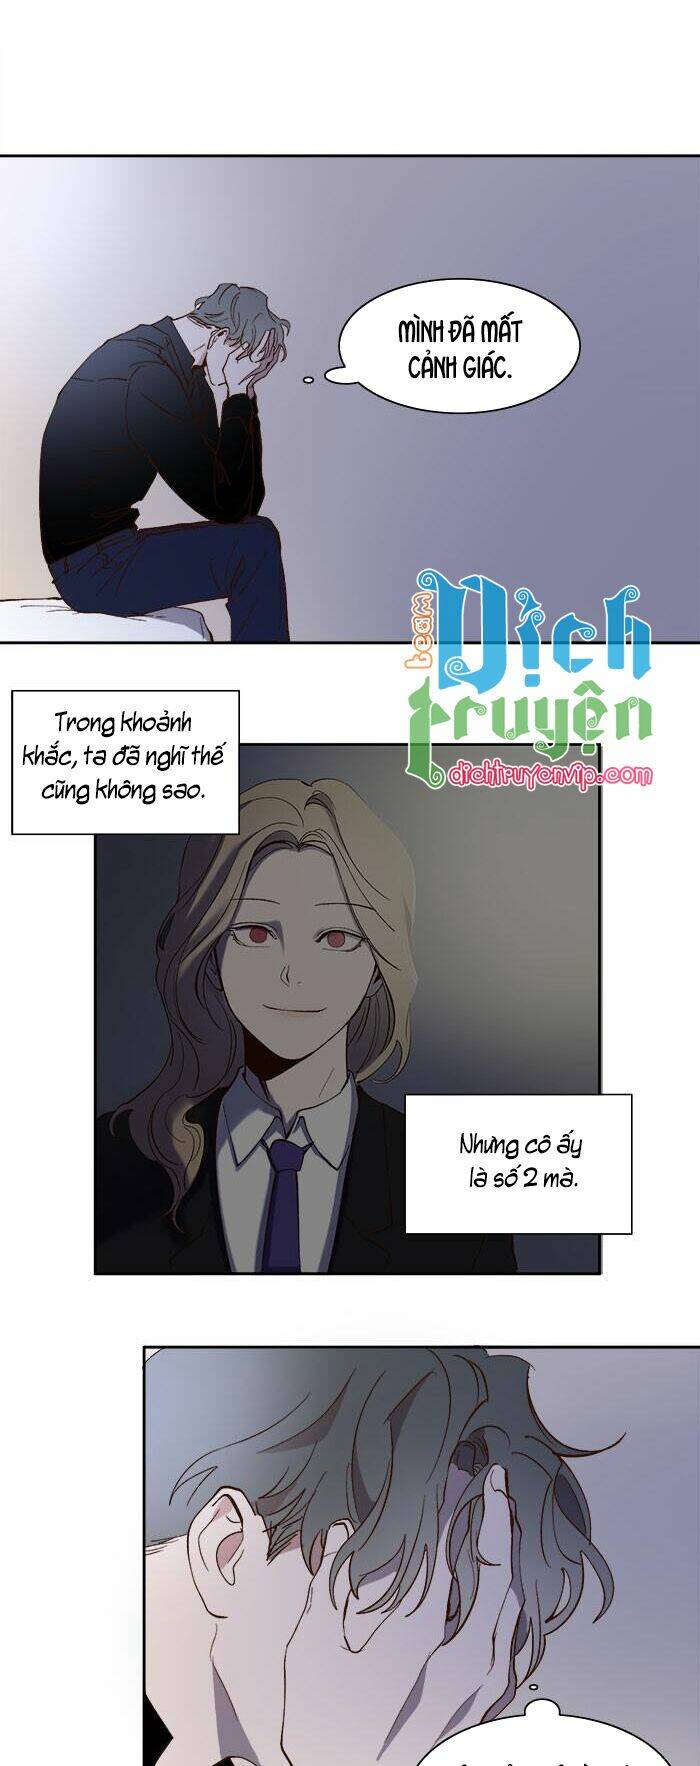 MÌNH ĐÃ MẤT
CẢNH GIÁC.
TEAM
Dịch
truyện
dichtruyenvip.com
Trong khoảnh
khắc, ta đã nghĩ thế
cũng không sao.
Nhưng cô ấy
là số 2 mà.